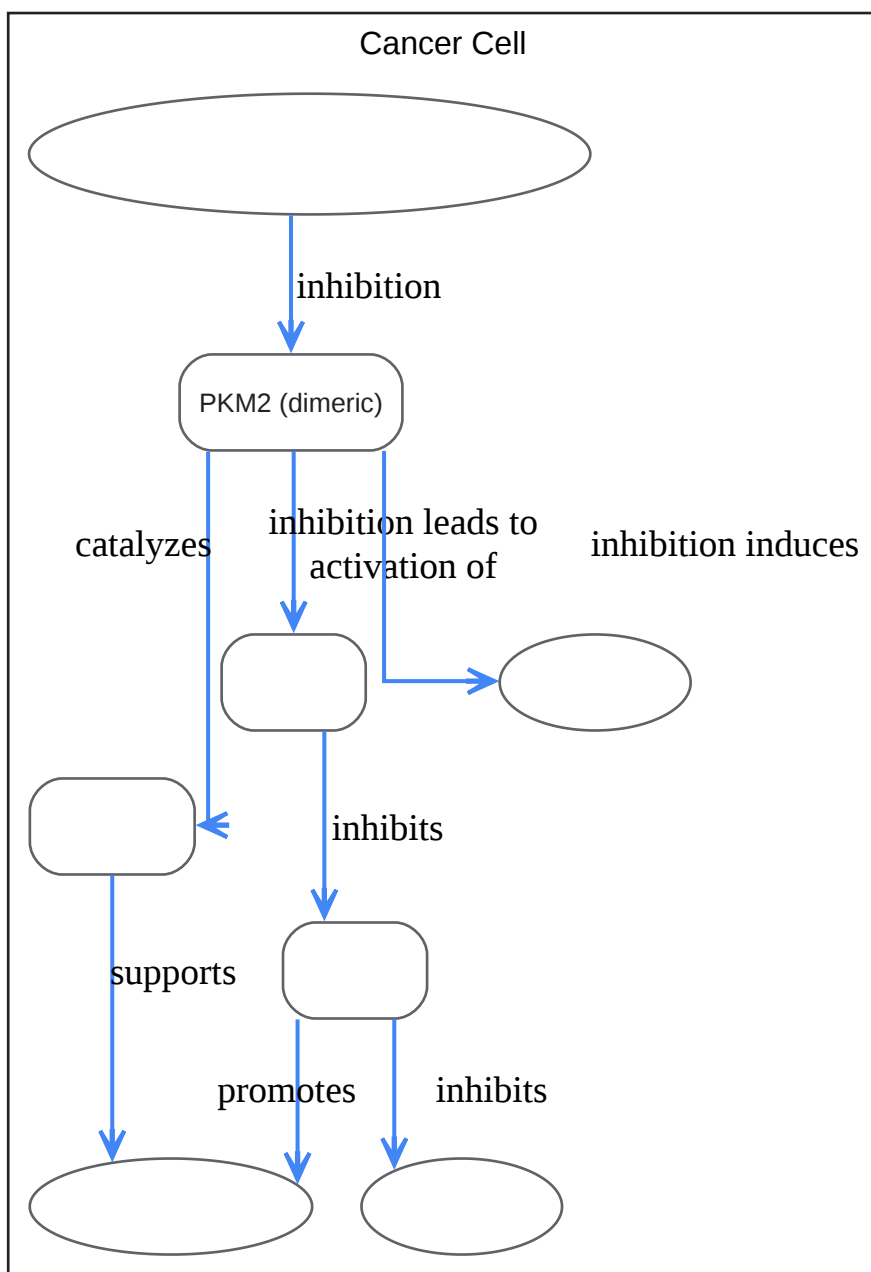 Cancer Cell
inhibition
PKM2 (dimeric)
catalyzes
inhibition leads to
activation of
inhibition induces
inhibits
supports
promotes
inhibits